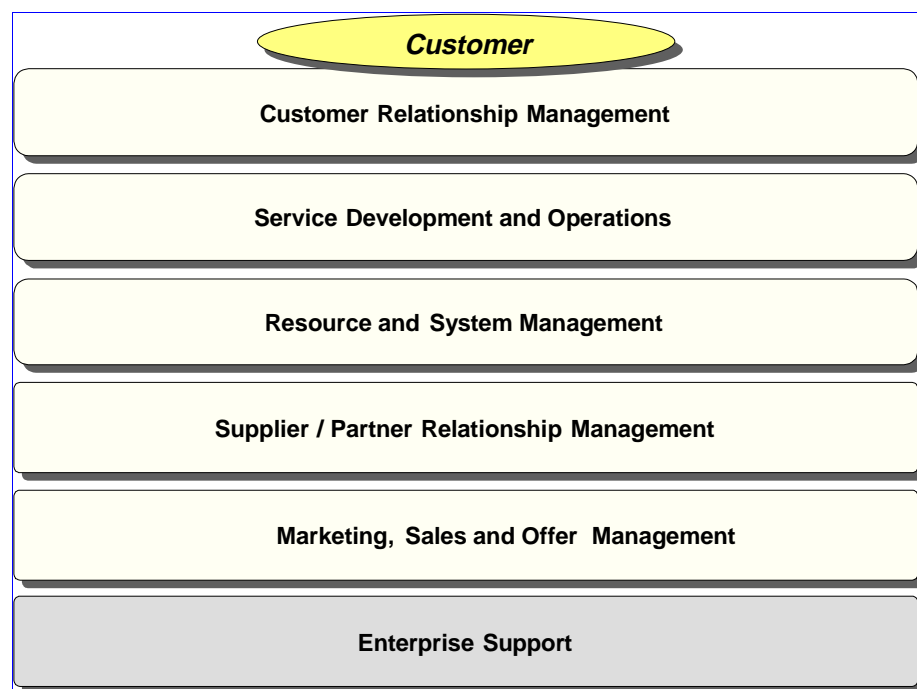 Customer
Customer Relationship Management
Service Development and Operations
Resource and System Management
Supplier / Partner Relationship Management
Marketing, Sales and Offer Management
Enterprise Support